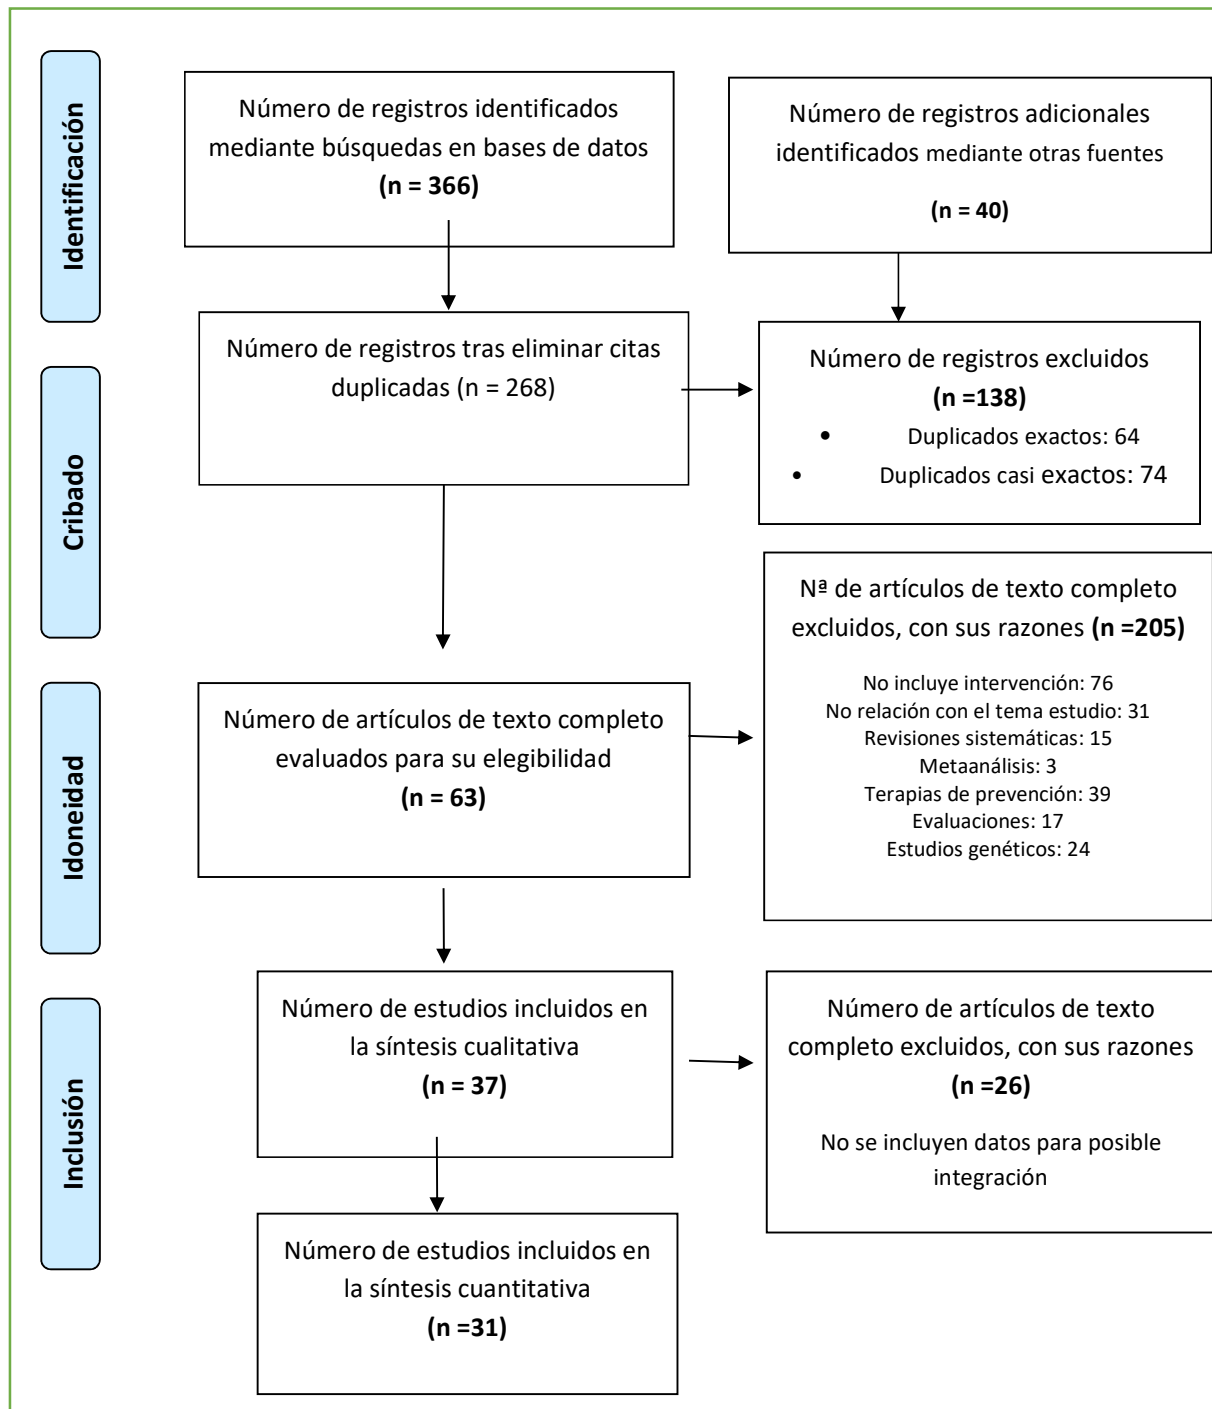 Identificación
Número de registros identificados
mediante búsquedas en bases de datos
(n = 366)
Número de registros adicionales
identificados mediante otras fuentes
(n = 40)
Cribado
Número de registros tras eliminar citas
duplicadas (n = 268)
Número de registros excluidos
(n =138)
• Duplicados exactos: 64
• Duplicados casi exactos: 74
Idoneidad
Número de artículos de texto completo
evaluados para su elegibilidad
(n = 63)
Nª de artículos de texto completo
excluidos, con sus razones (n =205)
No incluye intervención: 76
No relación con el tema estudio: 31
Revisiones sistemáticas: 15
Metaanálisis: 3
Terapias de prevención: 39
Evaluaciones: 17
Estudios genéticos: 24
Inclusión
Número de estudios incluidos en
la síntesis cualitativa
(n = 37)
Número de artículos de texto
completo excluidos, con sus razones
(n =26)
No se incluyen datos para posible
integración
Número de estudios incluidos en
la síntesis cuantitativa
(n =31)